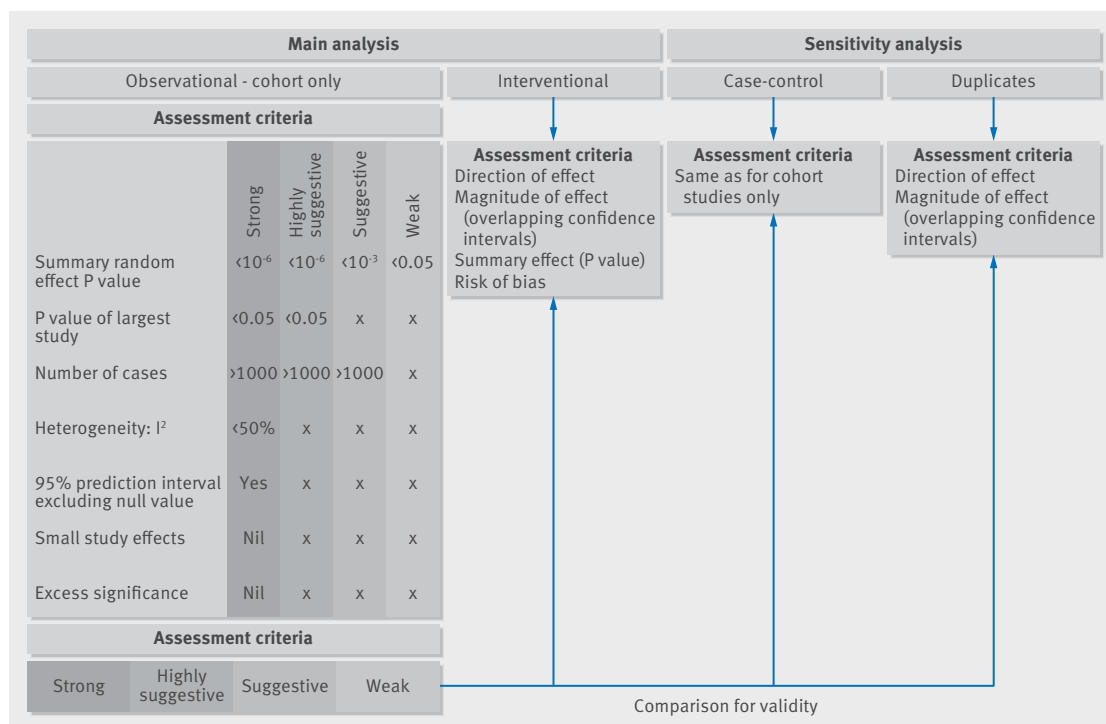 Main analysis
Sensitivity analysis
Observational - cohort only
Interventional
Case-control
Duplicates
Assessment criteria
Strong
Highly
suggestive
Suggestive
Weak
Summary random
effect P value
<10⁻⁶ <10⁻⁶ <10⁻³ <0.05
P value of largest
study
<0.05 <0.05 x x
Number of cases
>1000 >1000 >1000 x
Heterogeneity: I²
<50% x x x
95% prediction interval
excluding null value
Yes x x x
Small study effects
Nil x x x
Excess significance
Nil x x x
Assessment criteria
Strong
Highly
suggestive
Suggestive
Weak
Assessment criteria
Direction of effect
Magnitude of effect
(overlapping confidence
intervals)
Summary effect (P value)
Risk of bias
Assessment criteria
Same as for cohort
studies only
Assessment criteria
Direction of effect
Magnitude of effect
(overlapping confidence
intervals)
Comparison for validity